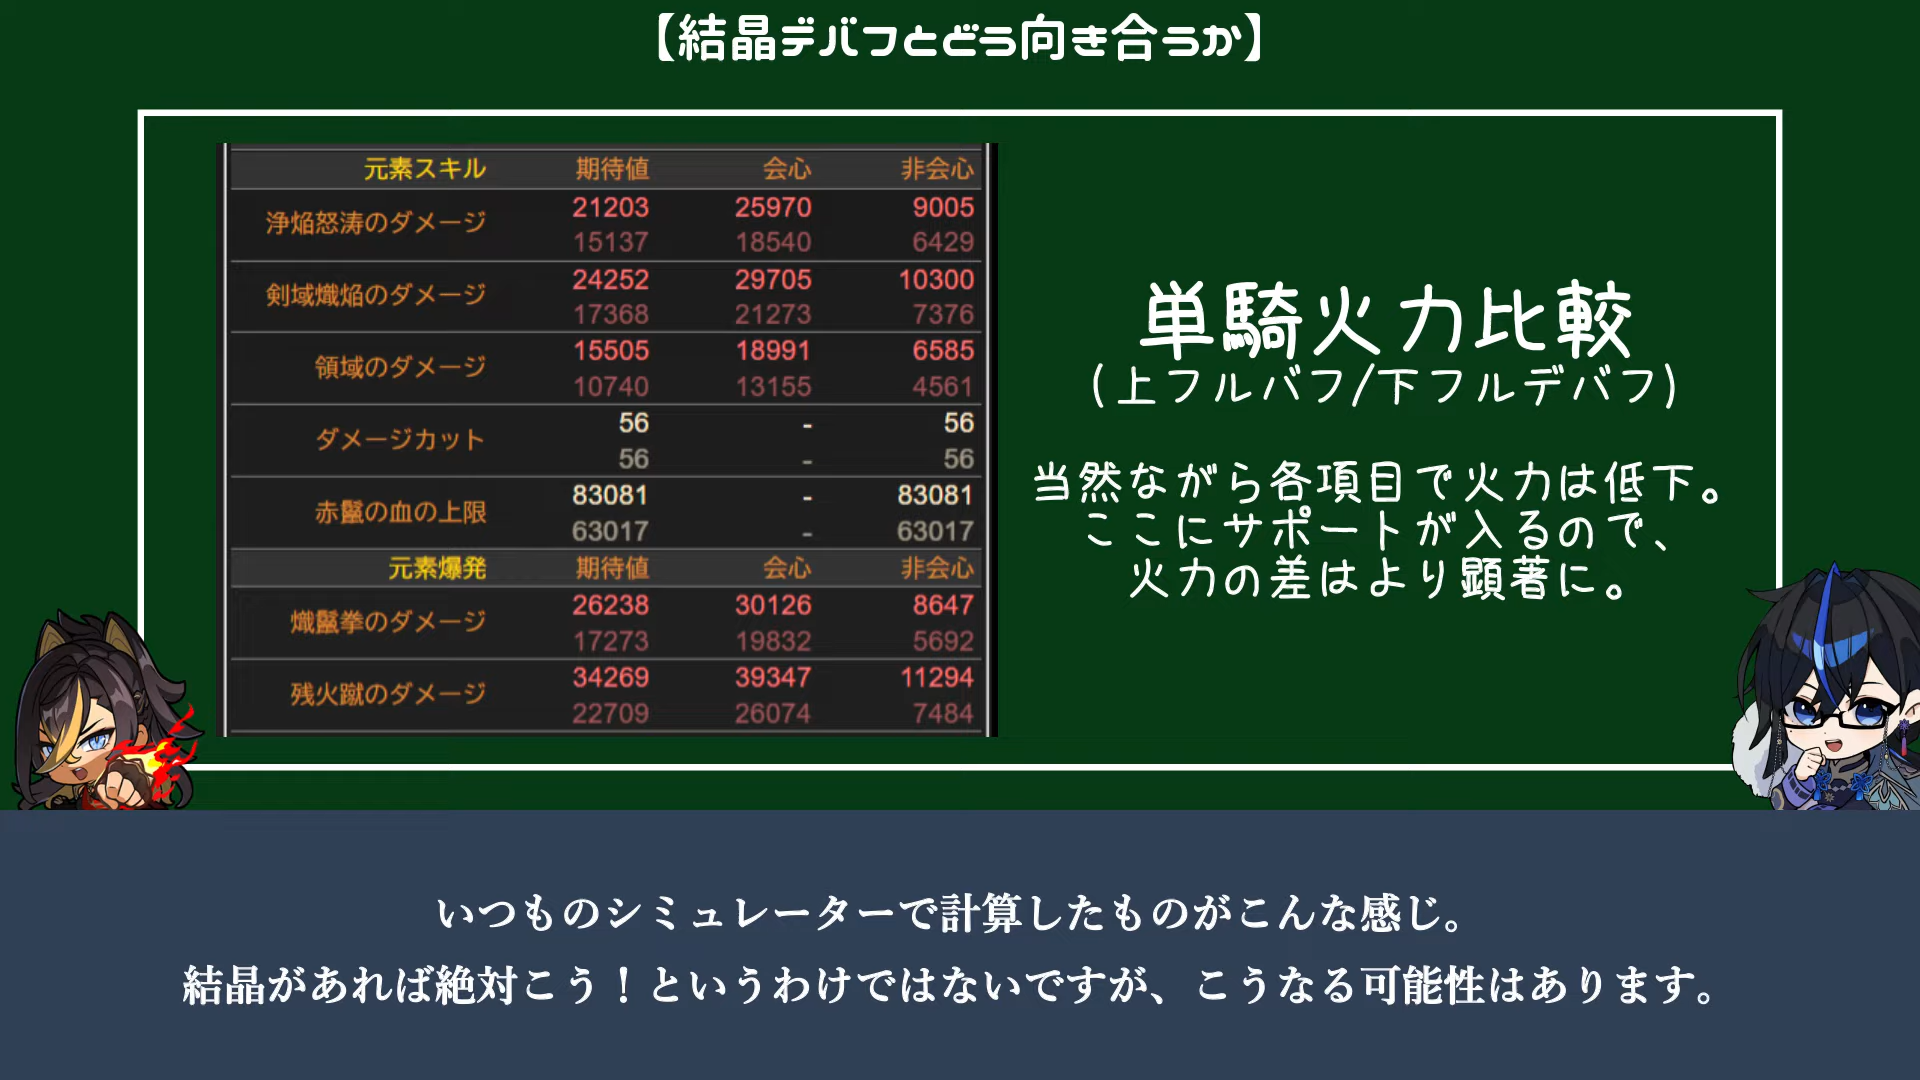 【結晶デバフとどう向き合うか】
元素スキル 期待値 会心 非会心
浄焔怒涛のダメージ 21203 25970 9005
15137 18540 6429
剣域熾焔のダメージ 24252 29705 10300
17368 21273 7376
領域のダメージ 15505 18991 6585
10740 13155 4561
ダメージカット 56 - 56
56 - 56
赤鬣の血の上限 83081 - 83081
63017 - 63017
元素爆発 期待値 会心 非会心
熾鬣拳のダメージ 26238 30126 8647
17273 19832 5692
残火蹴のダメージ 34269 39347 11294
22709 26074 7484
単騎火力比較
(上フルバフ/下フルデバフ)
当然ながら各項目で火力は低下。
ここにサポートが入るので、
火力の差はより顕著に。
いつものシミュレーターで計算したものがこんな感じ。
結晶があれば絶対こう！というわけではないですが、こうなる可能性はあります。